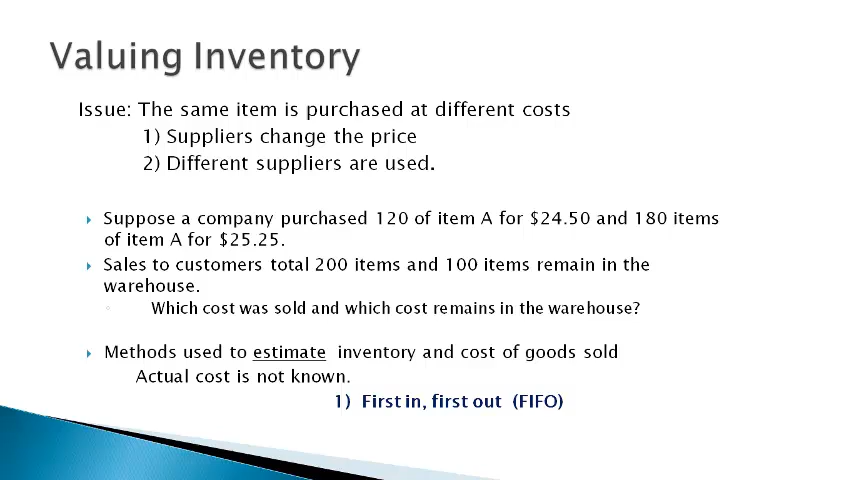 Valuing Inventory
Issue: The same item is purchased at different costs
1) Suppliers change the price
2) Different suppliers are used.
Suppose a company purchased 120 of item A for $24.50 and 180 items
of item A for $25.25.
Sales to customers total 200 items and 100 items remain in the
warehouse.
Which cost was sold and which cost remains in the warehouse?
Methods used to estimate inventory and cost of goods sold
Actual cost is not known.
1) First in, first out (FIFO)